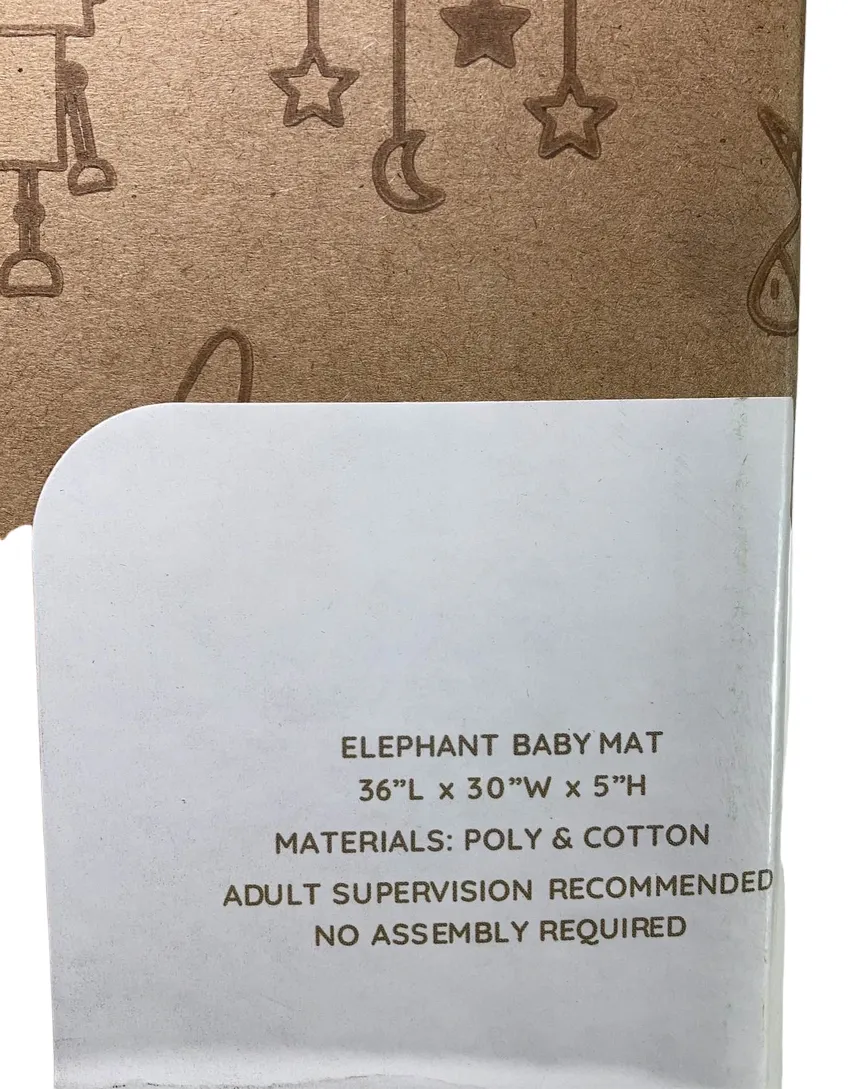 ELEPHANT BABY MAT
36”L x 30”W x 5”H
MATERIALS: POLY & COTTON
ADULT SUPERVISION RECOMMENDED
NO ASSEMBLY REQUIRED